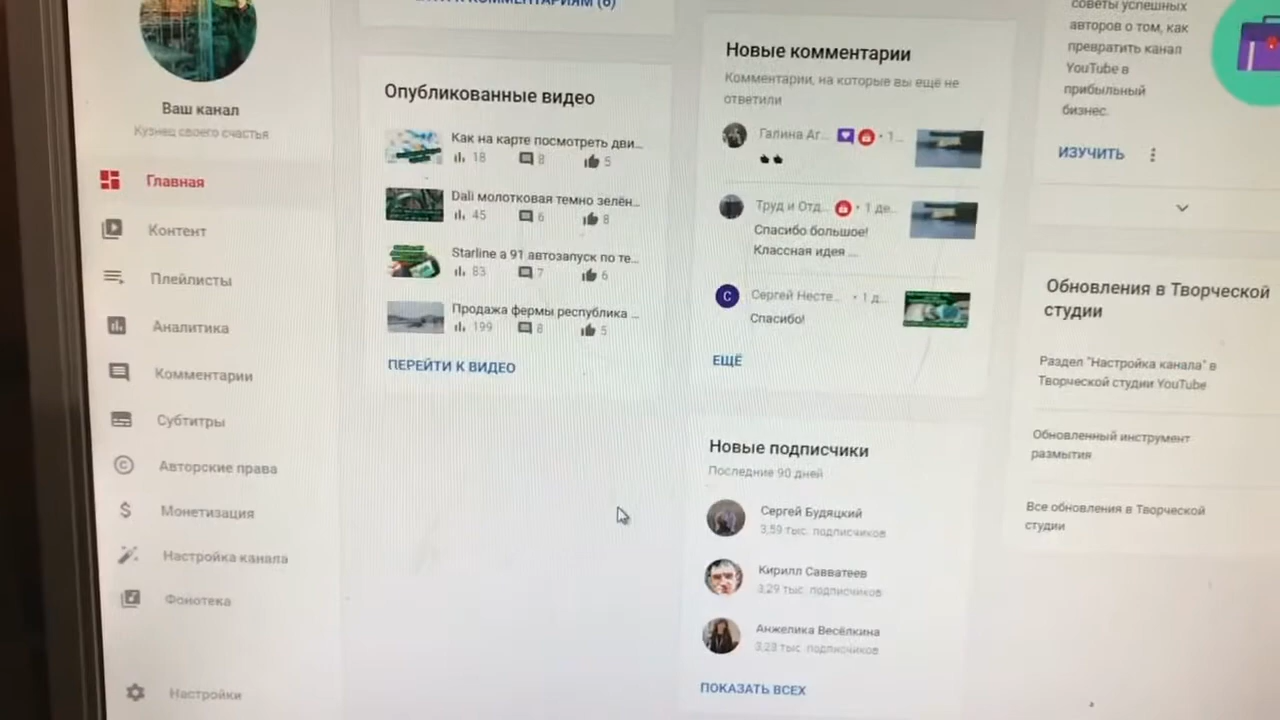 Ваш канал
Кузнец своего счастья
Главная
Контент
Плейлисты
Аналитика
Комментарии
Субтитры
Авторские права
Монетизация
Настройка канала
Фонотека
Настройки
КОММЕНТАРИЯМ (6)
Опубликованные видео
Как на карте посмотреть дви...
18 8 5
Dali молотковая темно зелён...
45 6 8
Starline a 91 автозапуск по те...
83 7 6
Продажа фермы республика ...
199 8 5
ПЕРЕЙТИ К ВИДЕО
Новые комментарии
Комментарии, на которые вы ещё не
ответили
Галина Аг... • 1...
Труд и Отд... • 1 де...
Спасибо большое!
Классная идея ...
С
Сергей Несте... • 1 д...
Спасибо!
ЕЩЁ
Новые подписчики
Последние 90 дней
Сергей Будяцкий
3,59 тыс. подписчиков
Кирилл Савватеев
3,29 тыс. подписчиков
Анжелика Весёлкина
3,23 тыс. подписчиков
ПОКАЗАТЬ ВСЕХ
советы успешных
авторов о том, как
превратить канал
YouTube в
прибыльный
бизнес.
ИЗУЧИТЬ
Обновления в Творческой
студии
Раздел "Настройка канала" в
Творческой студии YouTube
Обновленный инструмент
размытия
Все обновления в Творческой
студии